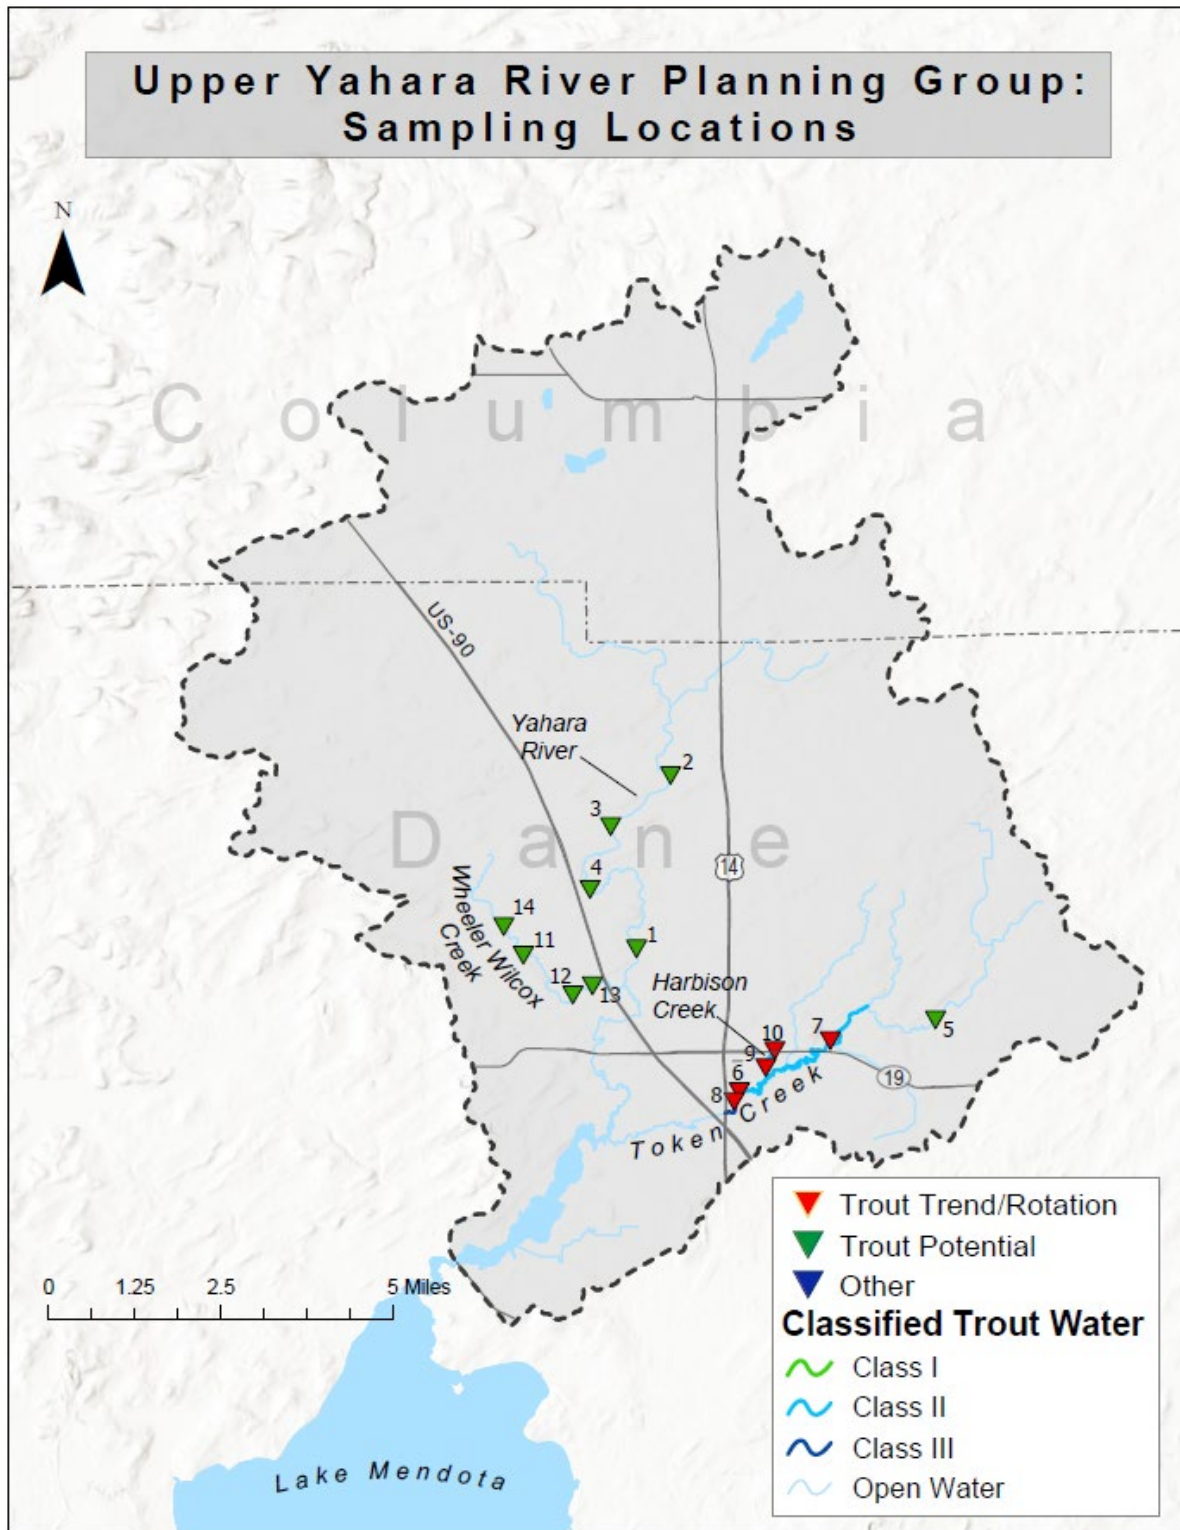 Upper Yahara River Planning Group:
Sampling Locations
N
Columbia
US-90
Yahara
River
2
3
Dane
14
4
Wheeler Wilcox
Creek
14
11
1
12
13
Harbison
Creek
10
7
5
9
6
8
19
Token Creek
0 1.25 2.5 5 Miles
Lake Mendota
Trout Trend/Rotation
Trout Potential
Other
Classified Trout Water
Class I
Class II
Class III
Open Water